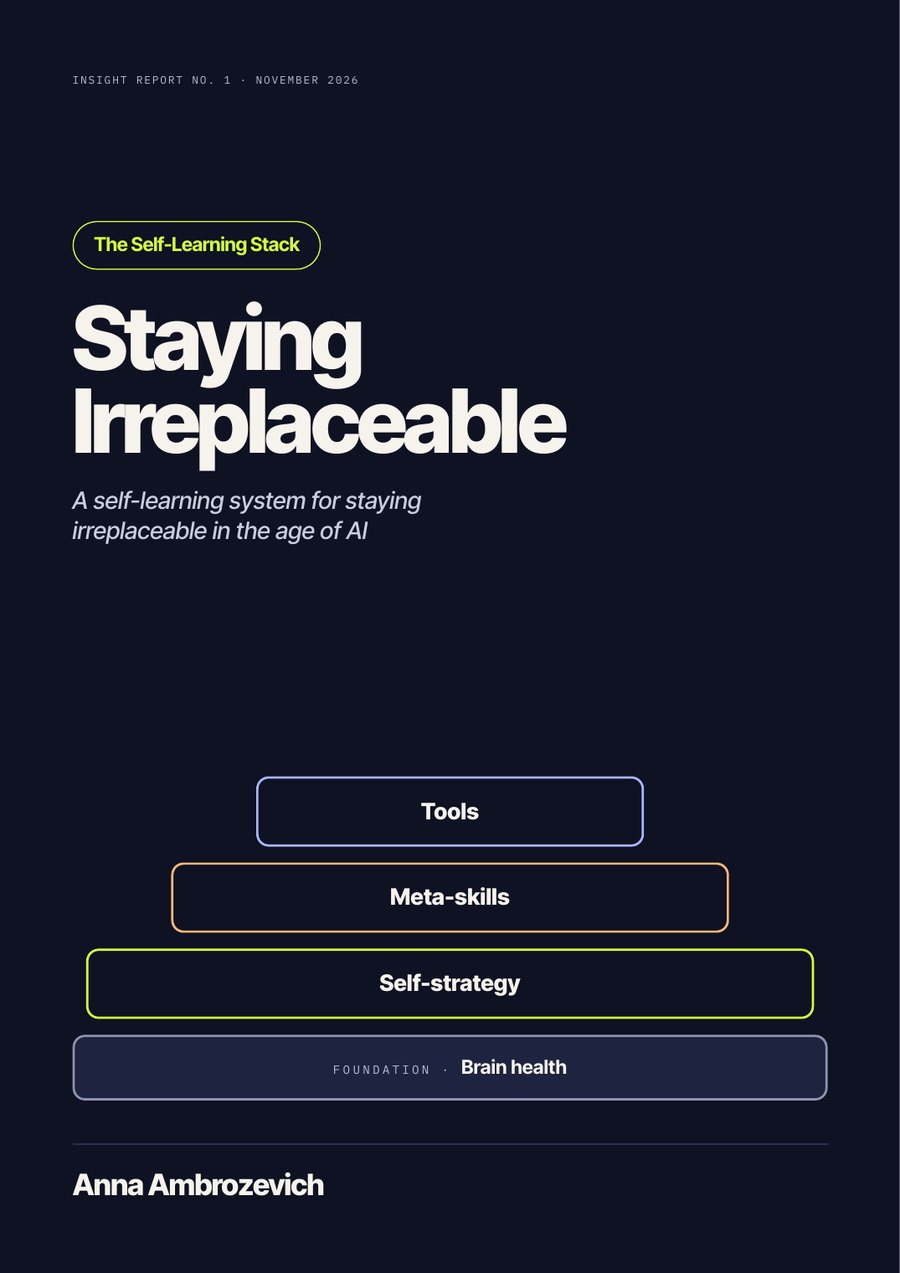 INSIGHT REPORT NO. 1 · NOVEMBER 2026
The Self-Learning Stack
Staying
Irreplaceable
A self-learning system for staying
irreplaceable in the age of AI
Tools
Meta-skills
Self-strategy
FOUNDATION · Brain health
Anna Ambrozevich